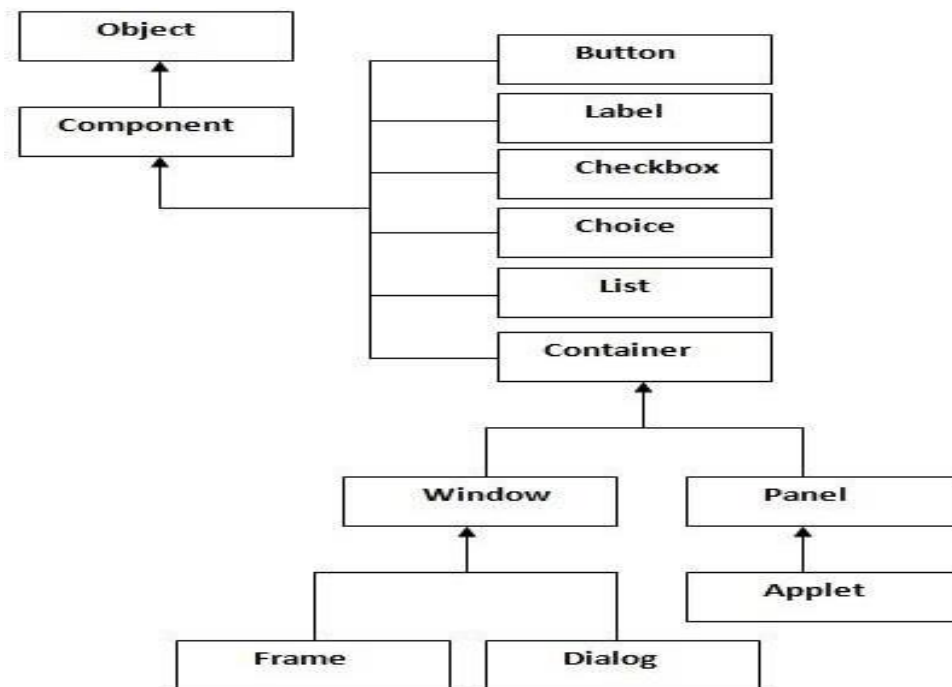 Object
Component
Button
Label
Checkbox
Choice
List
Container
Window
Panel
Applet
Frame
Dialog